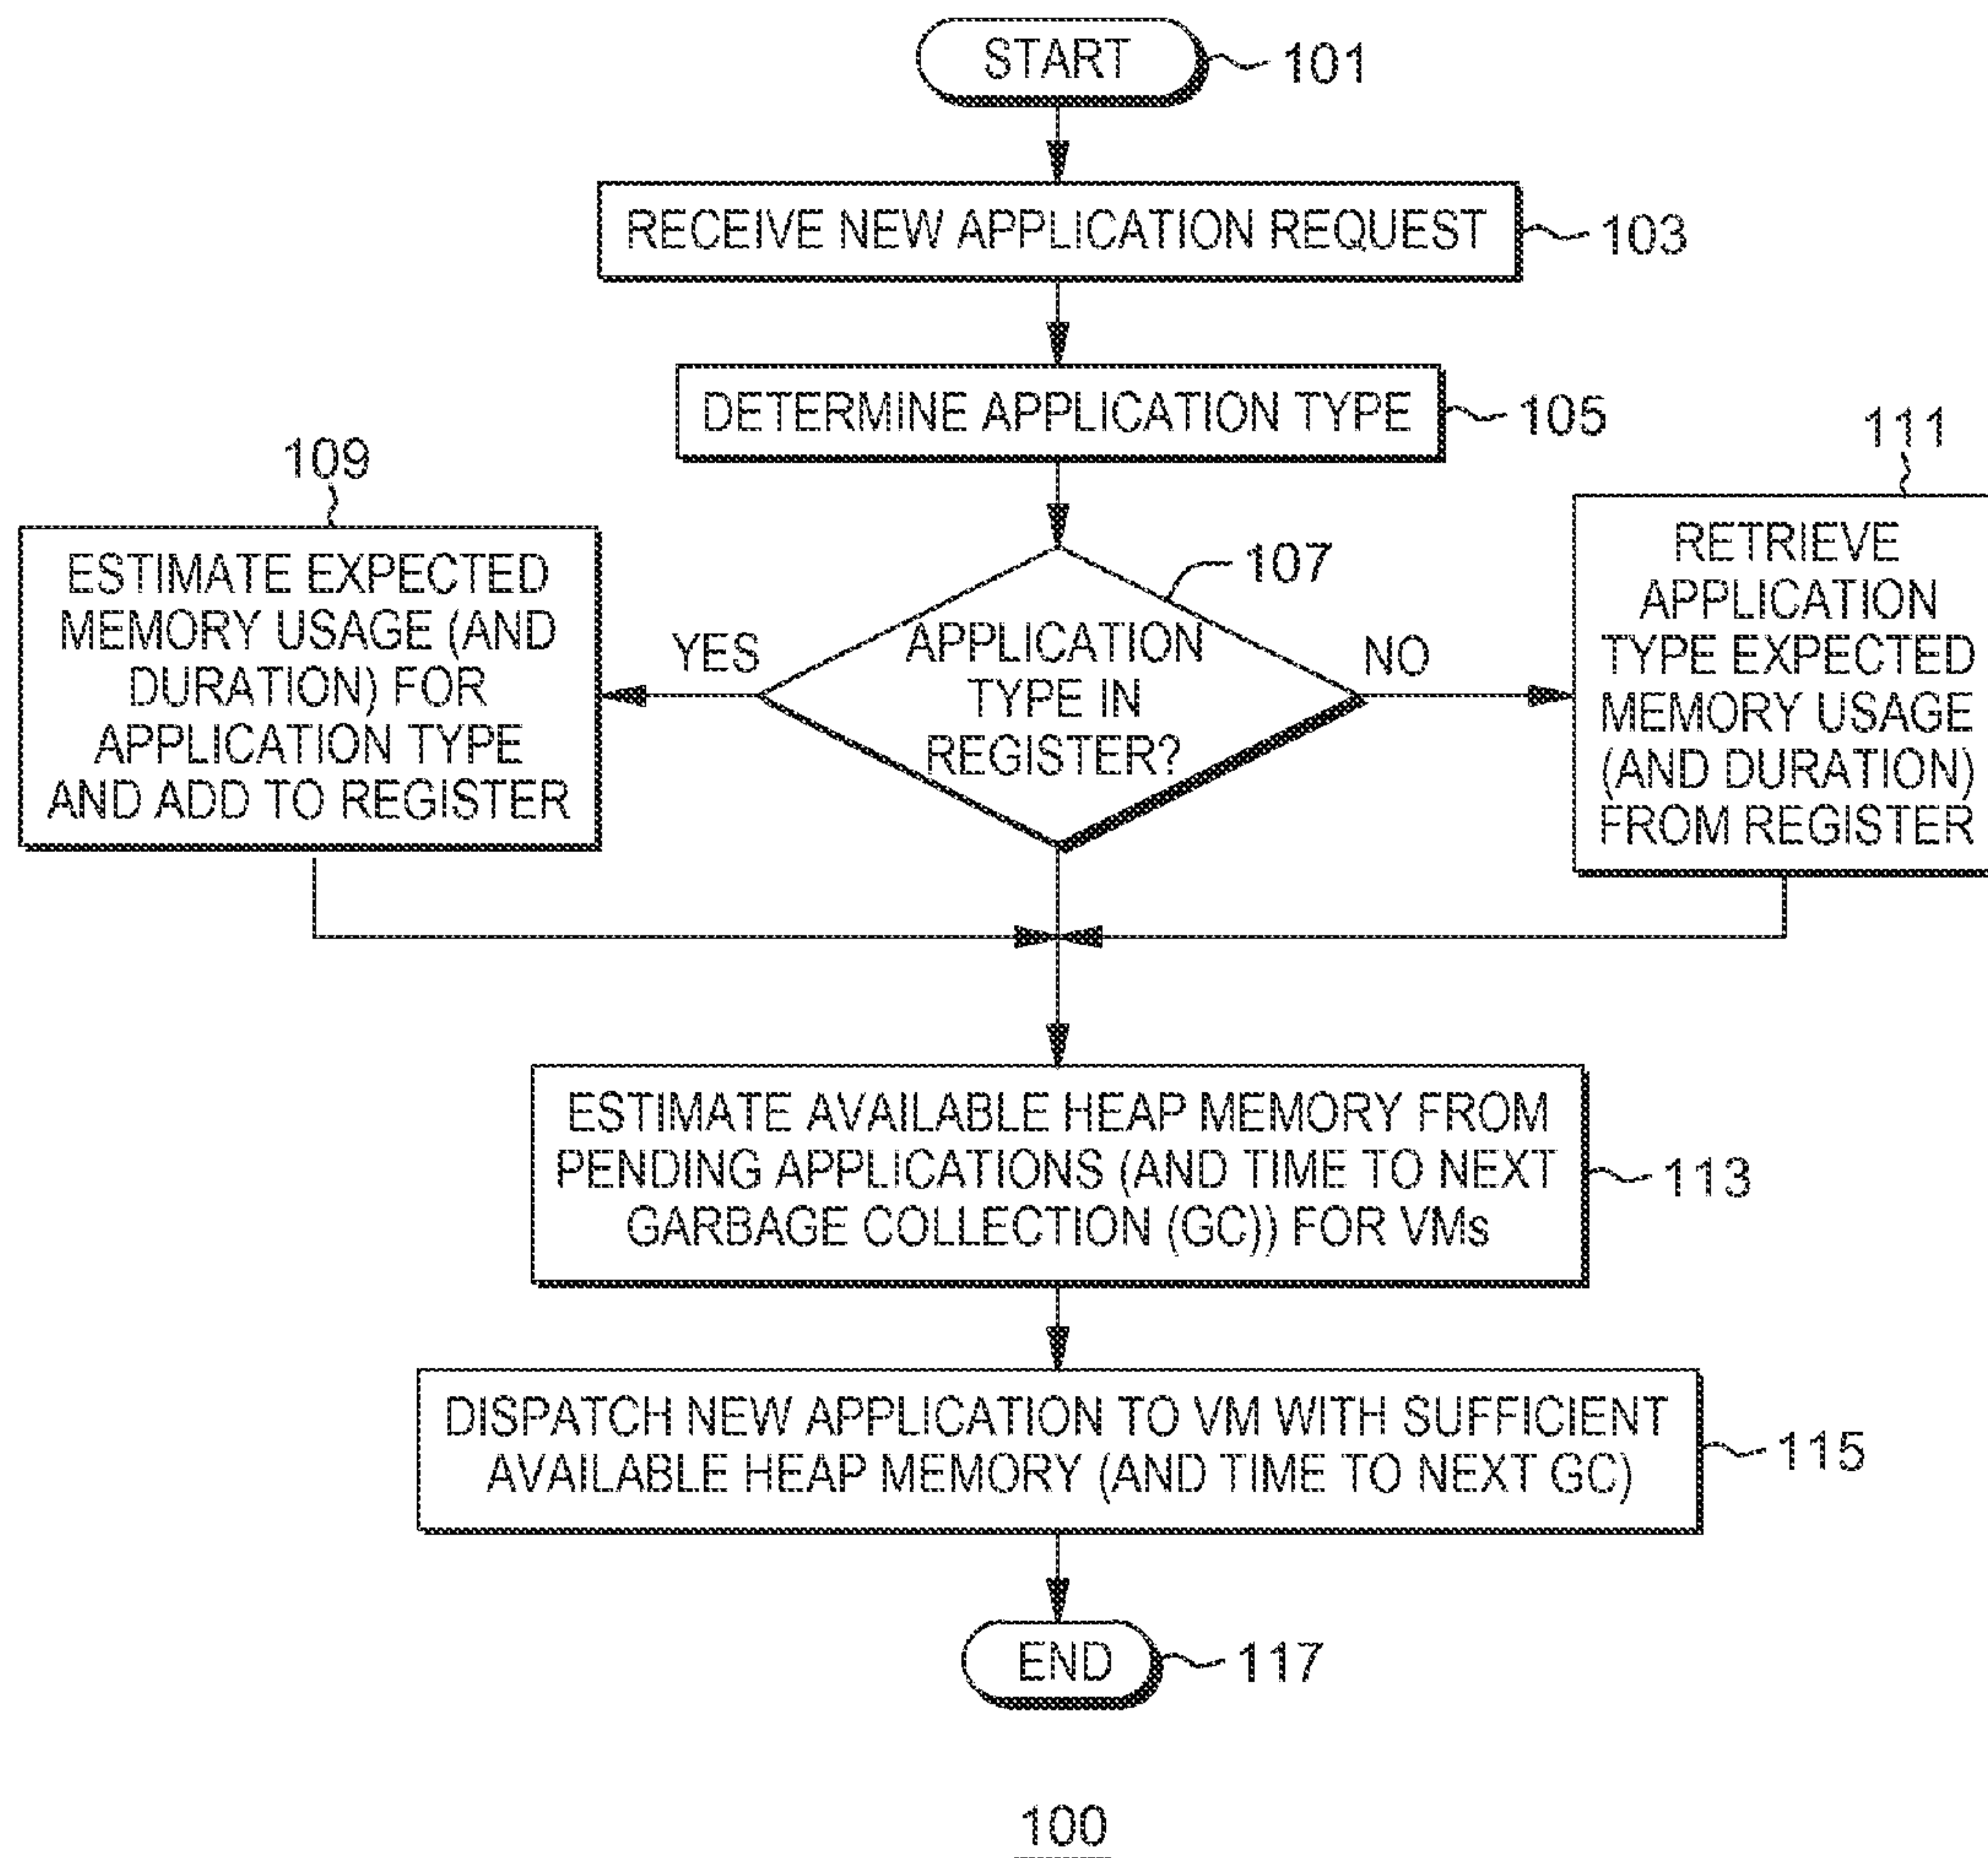 START
101
RECEIVE NEW APPLICATION REQUEST
103
DETERMINE APPLICATION TYPE
105
109
ESTIMATE EXPECTED
MEMORY USAGE (AND
DURATION) FOR
APPLICATION TYPE
AND ADD TO REGISTER
YES
107
APPLICATION
TYPE IN
REGISTER?
NO
111
RETRIEVE
APPLICATION
TYPE EXPECTED
MEMORY USAGE
(AND DURATION)
FROM REGISTER
ESTIMATE AVAILABLE HEAP MEMORY FROM
PENDING APPLICATIONS (AND TIME TO NEXT
GARBAGE COLLECTION (GC)) FOR VMs
113
DISPATCH NEW APPLICATION TO VM WITH SUFFICIENT
AVAILABLE HEAP MEMORY (AND TIME TO NEXT GC)
115
END
117
100